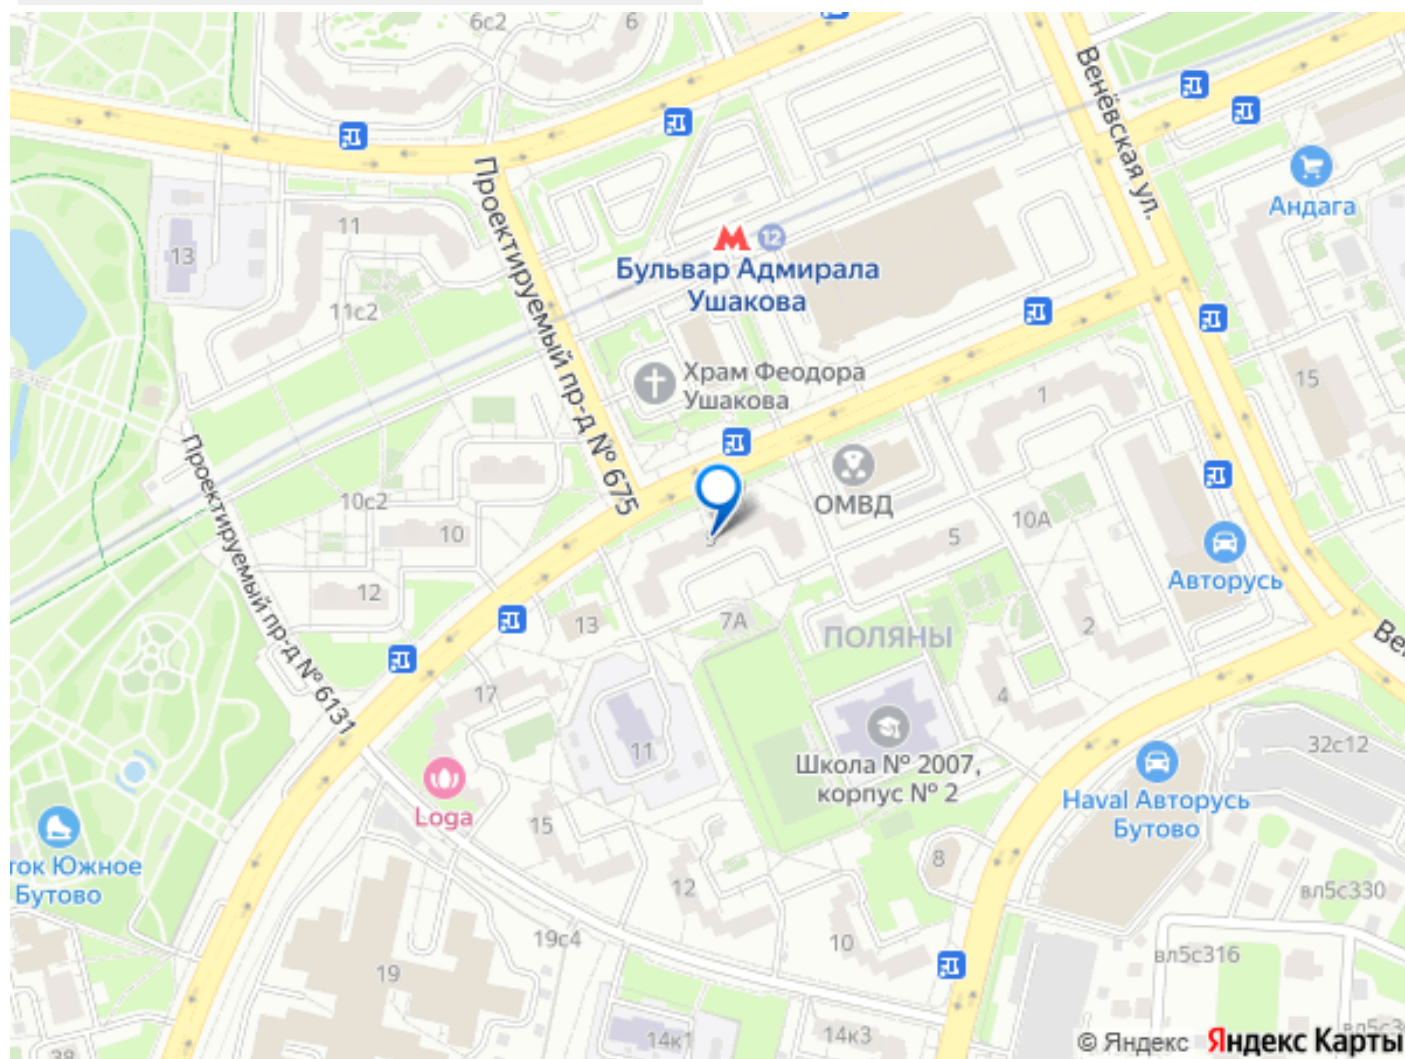 6с2
6
Венёвская ул.
Андага
Проектируемый пр-д № 675
11
13
12
Бульвар Адмирала
Ушакова
11с2
Храм Феодора
Ушакова
1
15
Проектируемый пр-д № 6131
10с2
10
ОМВД
10А
5
Авторусь
12
13
7А
ПОЛЯНЫ
2
17
4
11
32с12
Школа № 2007,
корпус № 2
Haval Авторусь
Бутово
Loga
15
ток Южное
Бутово
8
12
вл5с330
19с4
10
вл5с316
19
14к1
14к3
38
© Яндекс Яндекс Карты